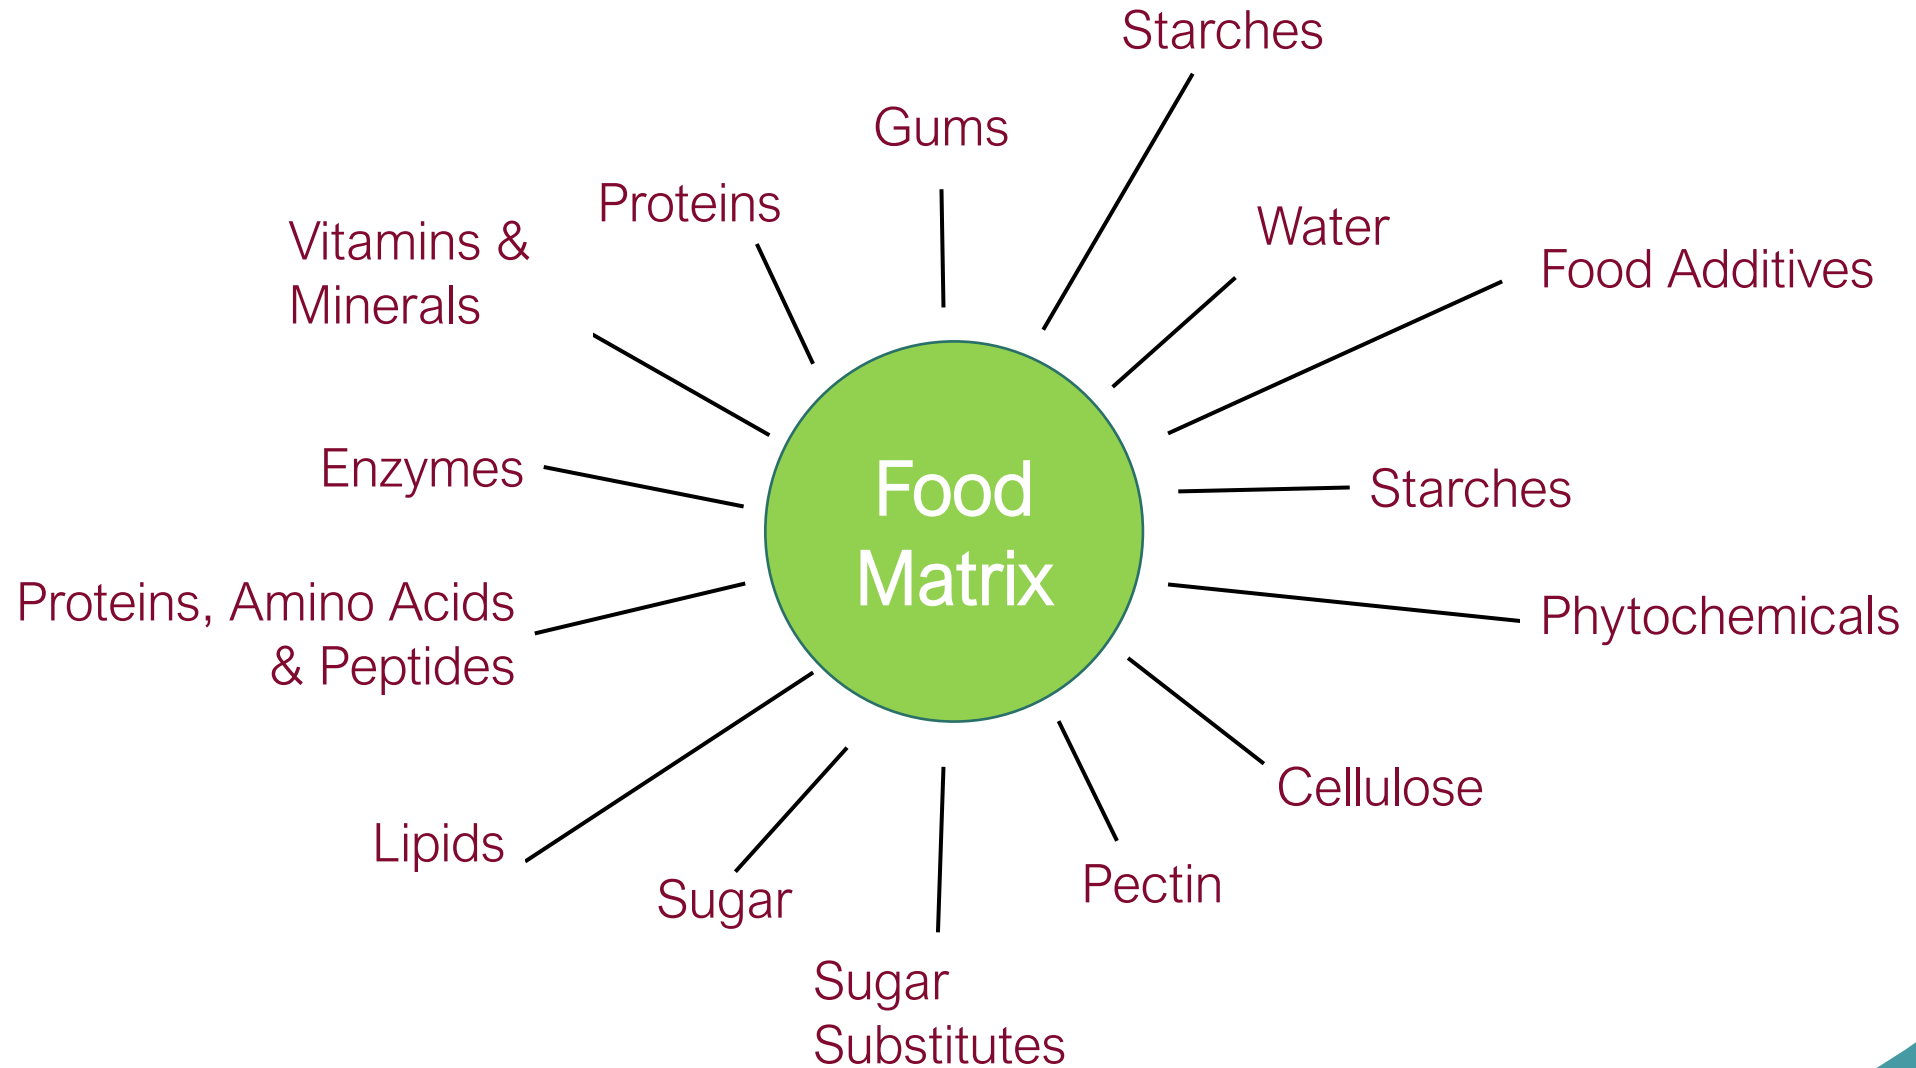 Starches
Gums
Proteins
Water
Vitamins &
Minerals
Food Additives
Enzymes
Food
Matrix
Starches
Proteins, Amino Acids
& Peptides
Phytochemicals
Cellulose
Lipids
Sugar
Pectin
Sugar
Substitutes